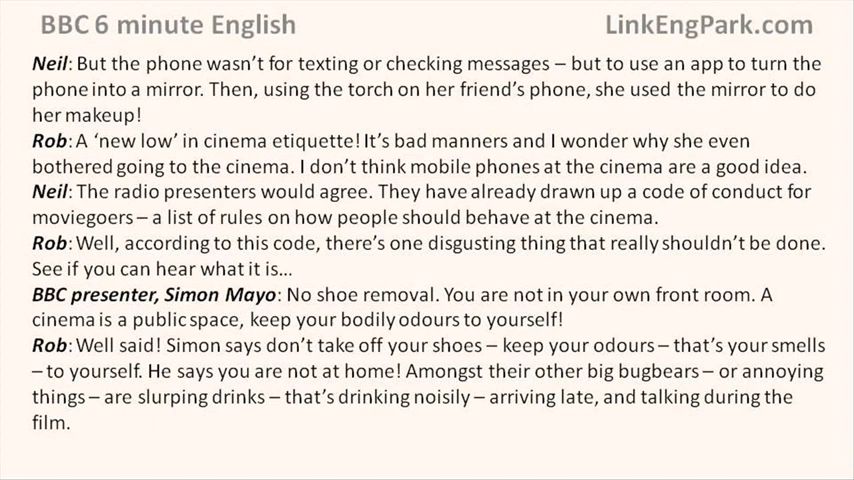 BBC 6 minute English LinkEngPark.com
Neil: But the phone wasn't for texting or checking messages – but to use an app to turn the
phone into a mirror. Then, using the torch on her friend's phone, she used the mirror to do
her makeup!
Rob: A 'new low' in cinema etiquette! It's bad manners and I wonder why she even
bothered going to the cinema. I don't think mobile phones at the cinema are a good idea.
Neil: The radio presenters would agree. They have already drawn up a code of conduct for
moviegoers – a list of rules on how people should behave at the cinema.
Rob: Well, according to this code, there's one disgusting thing that really shouldn't be done.
See if you can hear what it is…
BBC presenter, Simon Mayo: No shoe removal. You are not in your own front room. A
cinema is a public space, keep your bodily odours to yourself!
Rob: Well said! Simon says don't take off your shoes – keep your odours – that's your smells
– to yourself. He says you are not at home! Amongst their other big bugbears – or annoying
things – are slurping drinks – that's drinking noisily – arriving late, and talking during the
film.